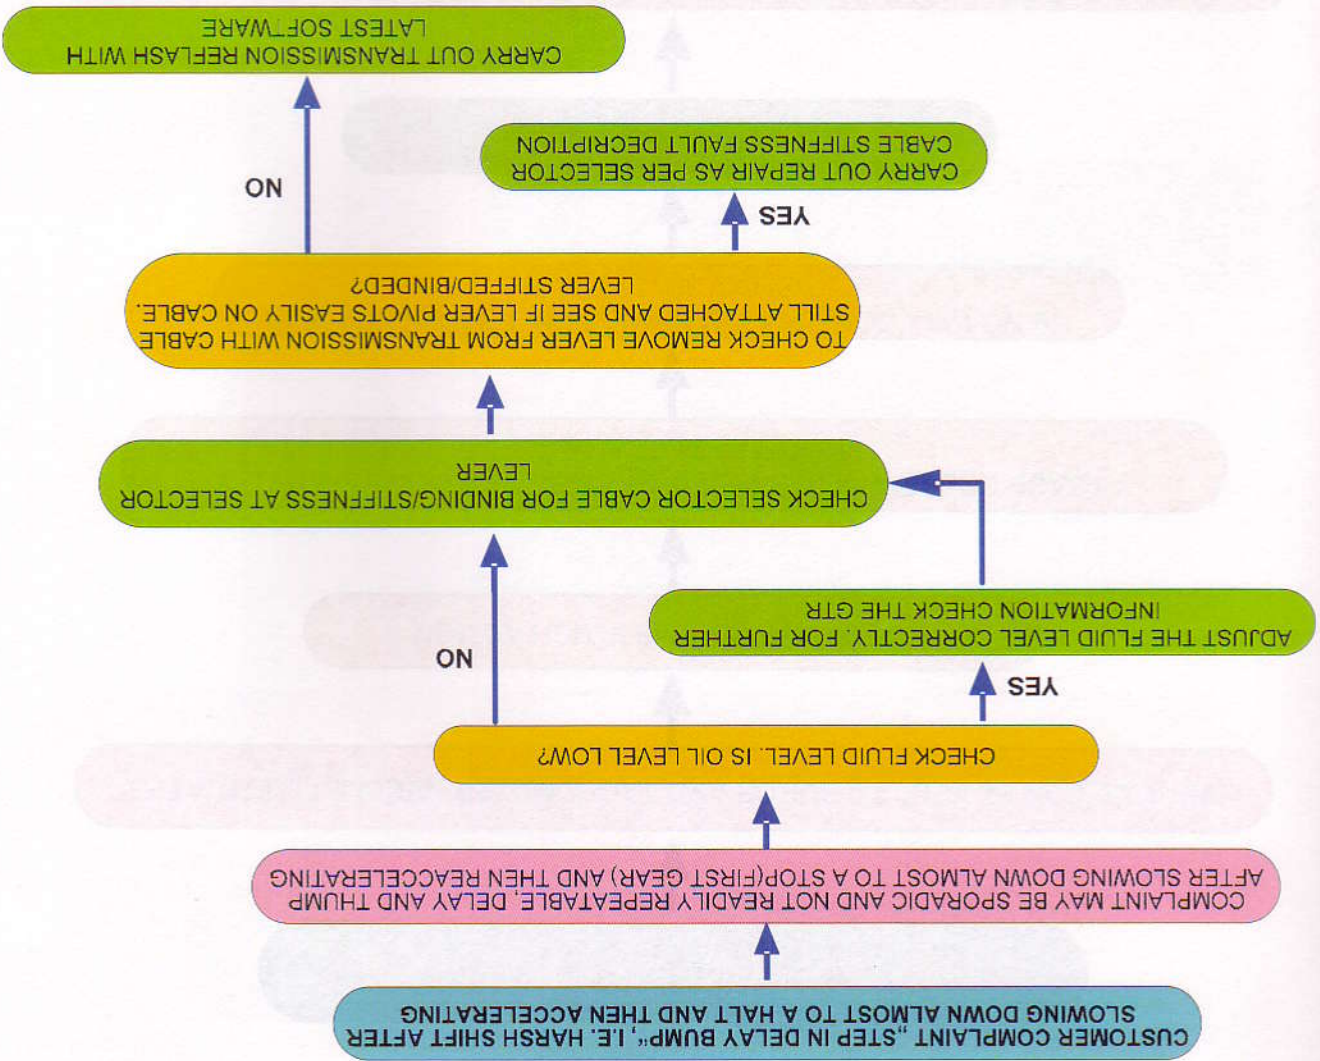 CUSTOMER COMPLAINT „STEP IN DELAY BUMP“, I.E. HARSH SHIFT AFTER
SLOWING DOWN ALMOST TO A HALT AND THEN ACCELERATING
COMPLAINT MAY BE SPORADIC AND NOT READILY REPEATABLE, DELAY AND THUMP
AFTER SLOWING DOWN ALMOST TO A STOP(FIRST GEAR) AND THEN REACCELERATING
CHECK FLUID LEVEL. IS OIL LEVEL LOW?
YES
NO
ADJUST THE FLUID LEVEL CORRECTLY. FOR FURTHER
INFORMATION CHECK THE GTR
CHECK SELECTOR CABLE FOR BINDING/STIFFNESS AT SELECTOR
LEVER
TO CHECK REMOVE LEVER FROM TRANSMISSION WITH CABLE
STILL ATTACHED AND SEE IF LEVER PIVOTS EASILY ON CABLE.
LEVER STIFFED/BINDED?
YES
NO
CARRY OUT REPAIR AS PER SELECTOR
CABLE STIFFNESS FAULT DECRIPTION
CARRY OUT TRANSMISSION REFLASH WITH
LATEST SOFTWARE